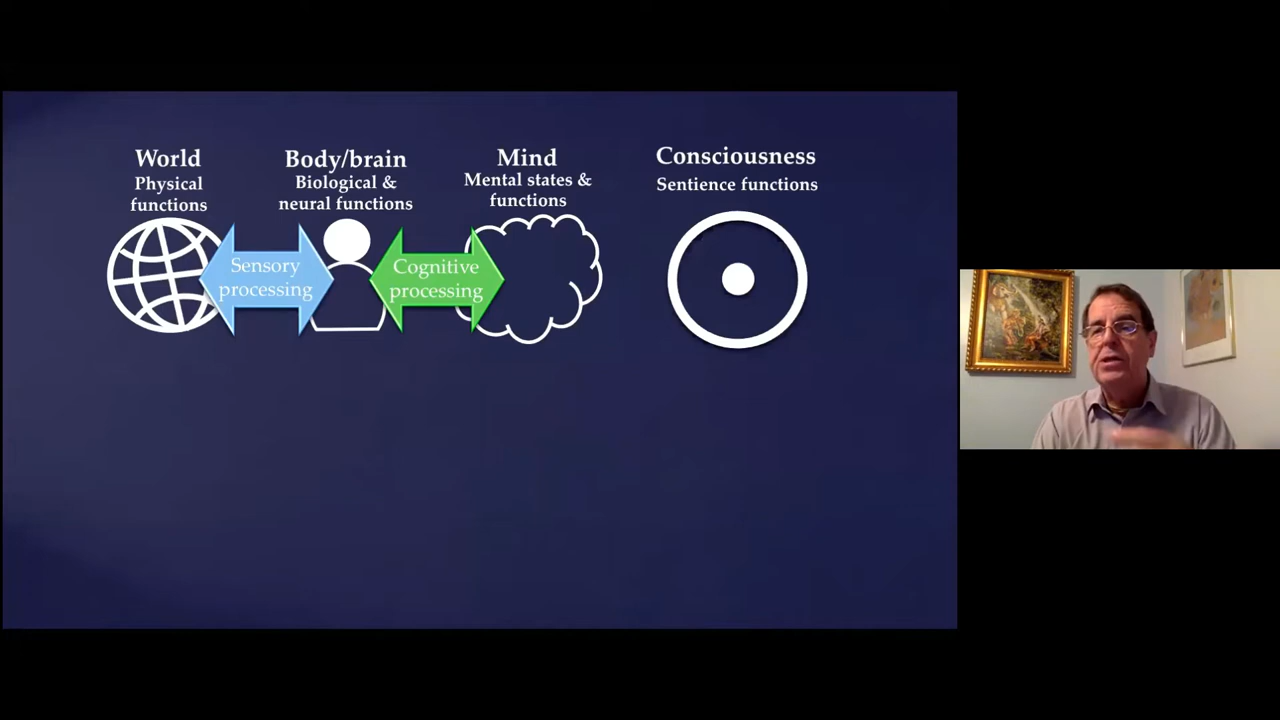 World
Physical
functions
Body/brain
Biological &
neural functions
Mind
Mental states &
functions
Consciousness
Sentience functions
Sensory
processing
Cognitive
processing